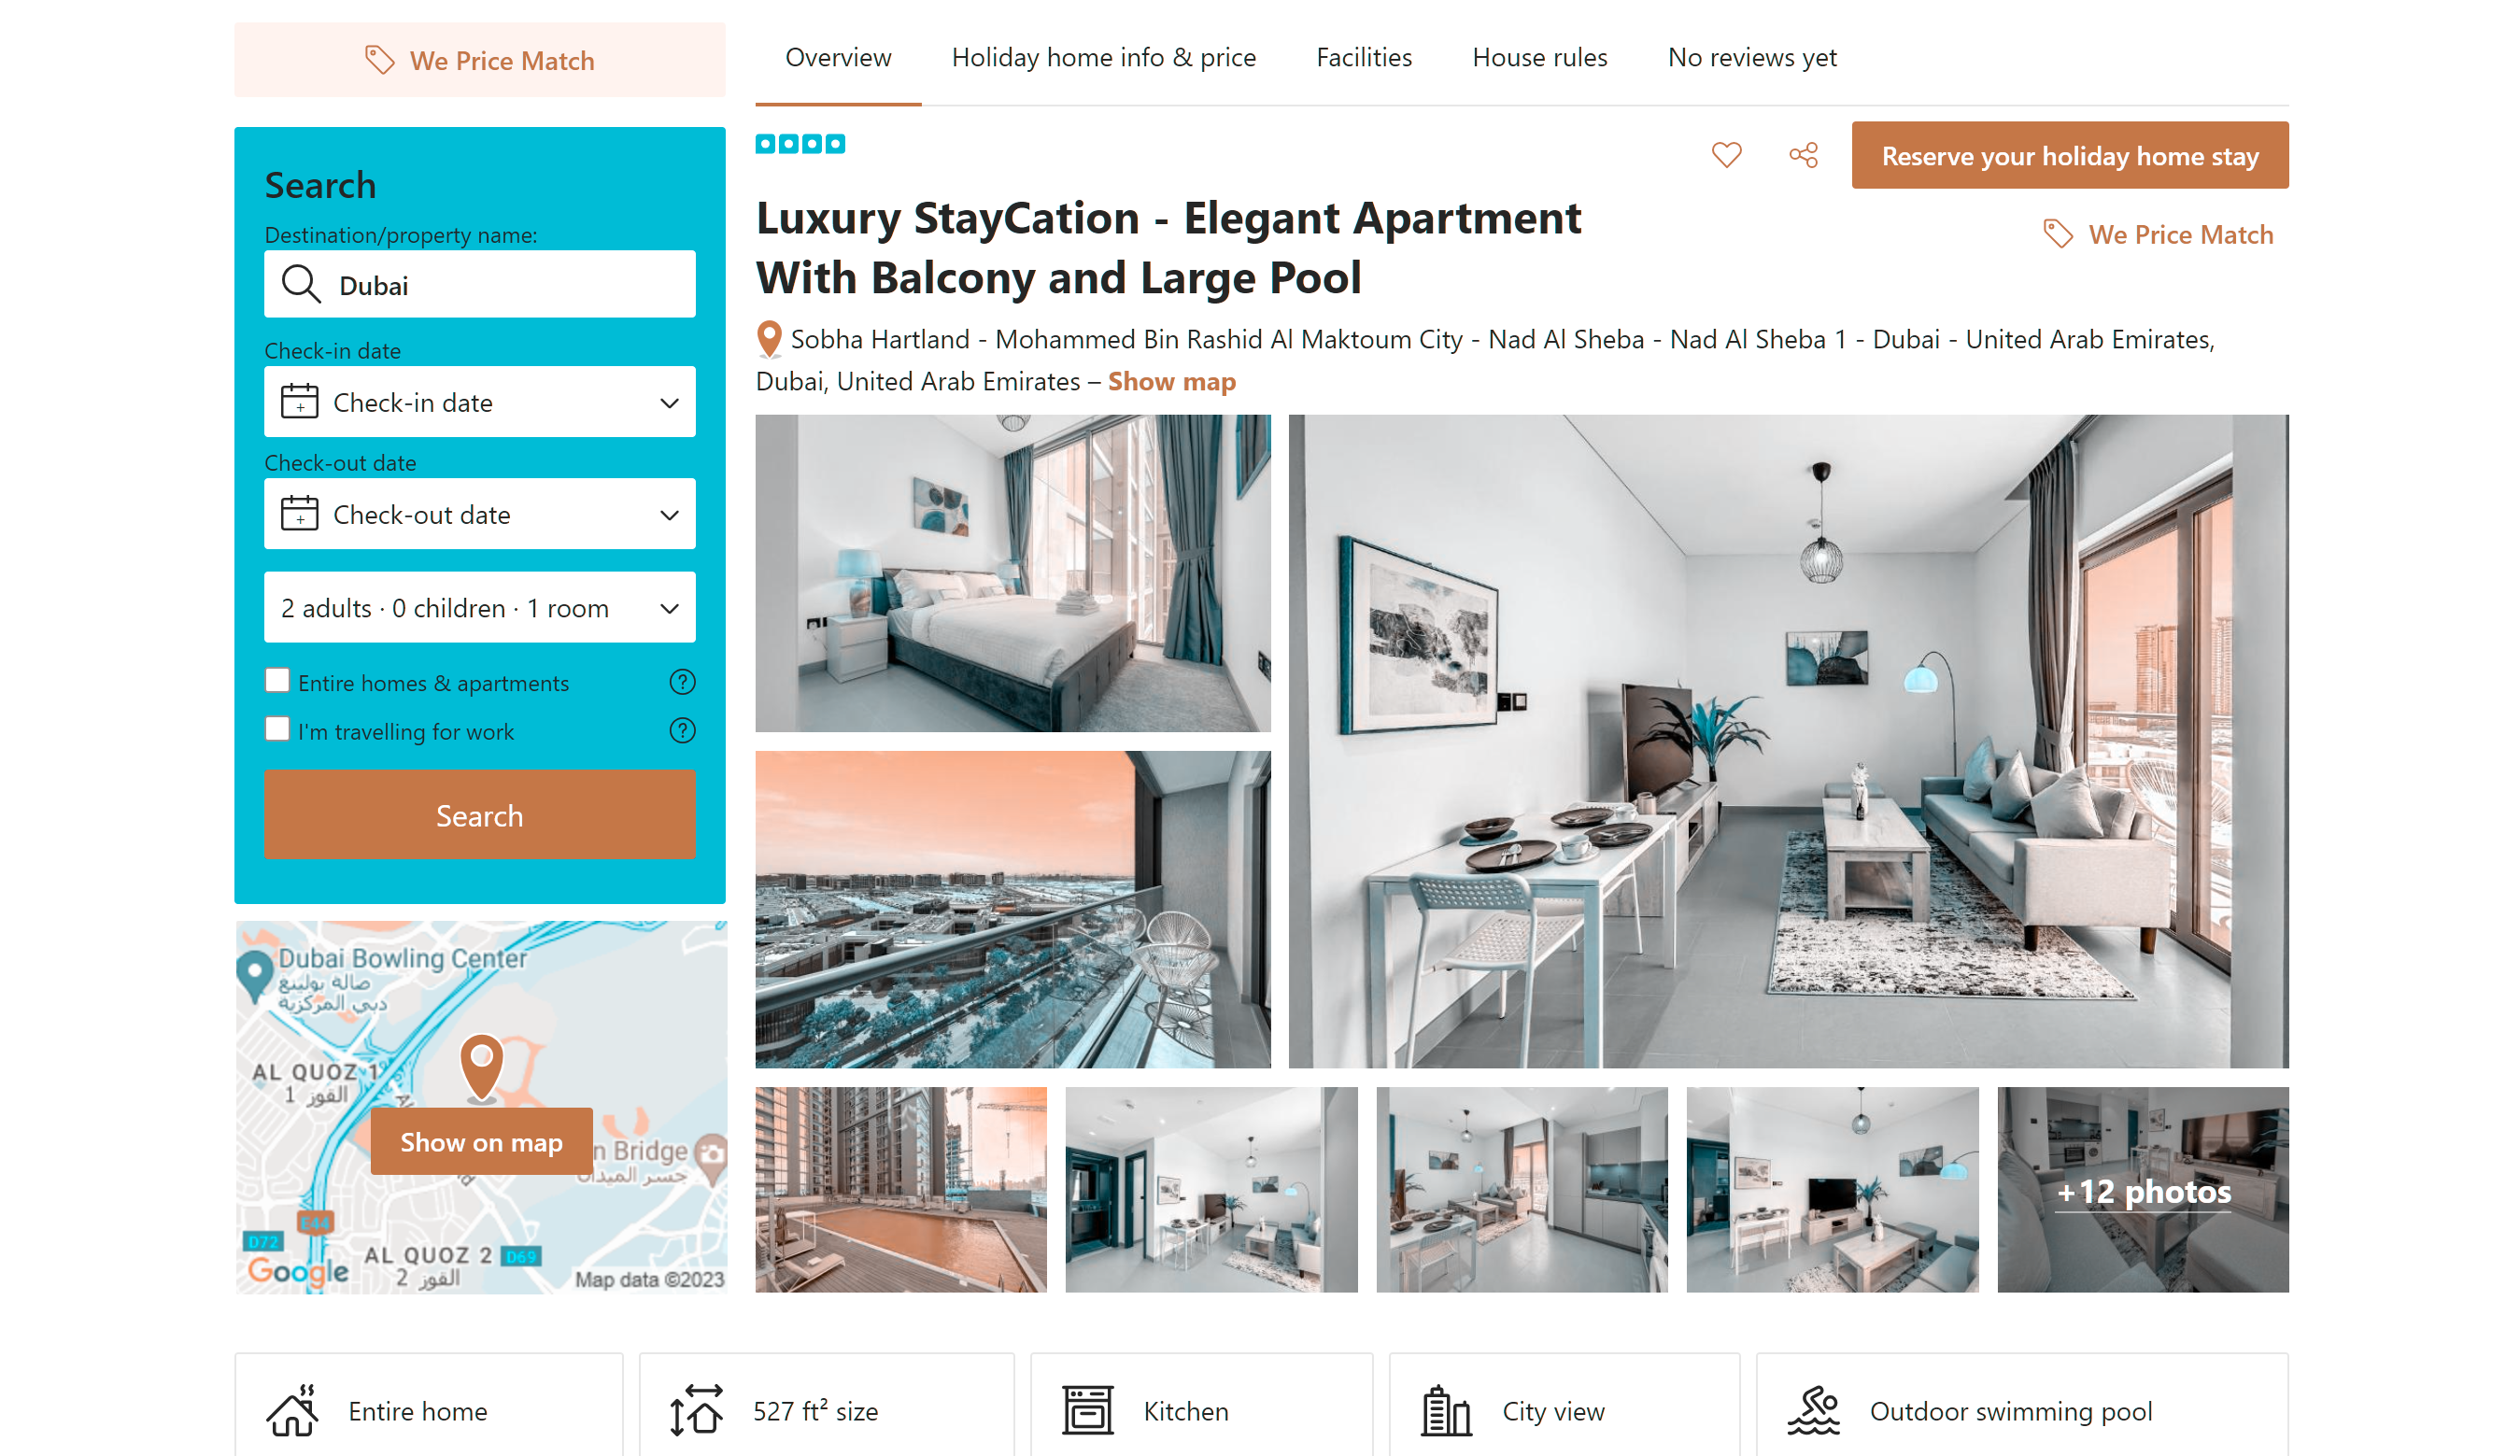 We Price Match
Overview
Holiday home info & price
Facilities
House rules
No reviews yet
Search
Destination/property name:
Dubai
Check-in date
Check-in date
Check-out date
Check-out date
2 adults · 0 children · 1 room
Entire homes & apartments
I'm travelling for work
Search
Reserve your holiday home stay
Luxury StayCation - Elegant Apartment
With Balcony and Large Pool
We Price Match
Sobha Hartland - Mohammed Bin Rashid Al Maktoum City - Nad Al Sheba - Nad Al Sheba 1 - Dubai - United Arab Emirates,
Dubai, United Arab Emirates – Show map
Dubai Bowling Center
صالة بولينغ
دبي المركزية
AL QUOZ 1
القوز 1
Show on map
Bridge
جسر الميدان
E44
D72
AL QUOZ 2
D69
القوز 2
Google
Map data ©2023
+12 photos
Entire home
527 ft² size
Kitchen
City view
Outdoor swimming pool